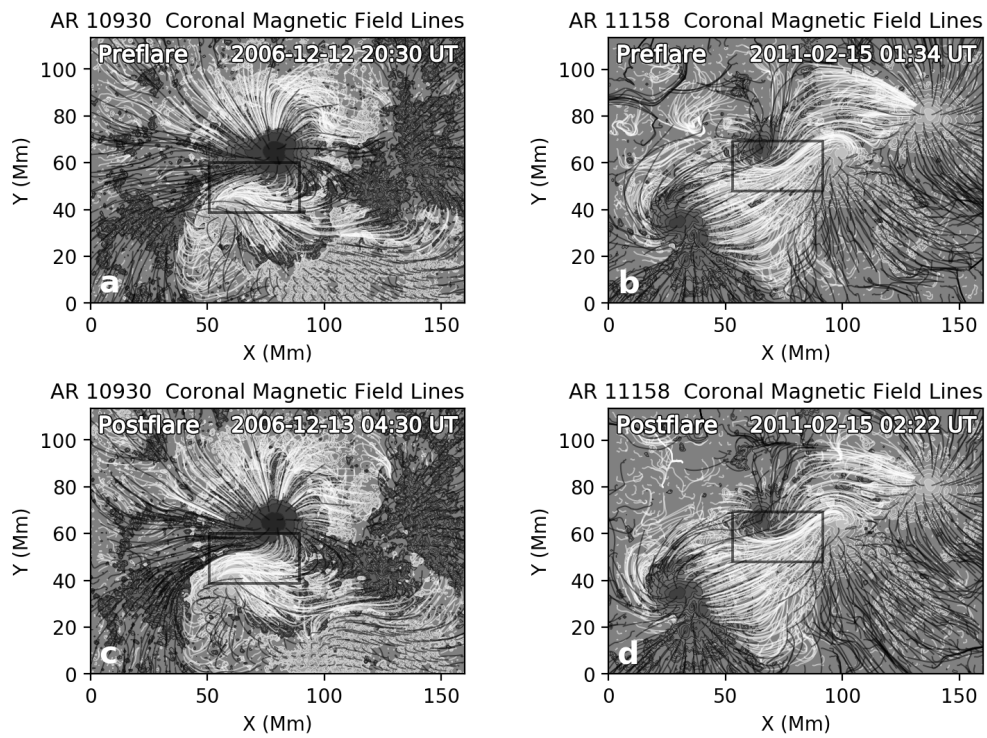 AR 10930  Coronal Magnetic Field Lines
Preflare 2006-12-12 20:30 UT
a
100
80
60
40
20
0
Y (Mm)
0 50 100 150
X (Mm)
AR 11158  Coronal Magnetic Field Lines
Preflare 2011-02-15 01:34 UT
b
100
80
60
40
20
0
Y (Mm)
0 50 100 150
X (Mm)
AR 10930  Coronal Magnetic Field Lines
Postflare 2006-12-13 04:30 UT
c
100
80
60
40
20
0
Y (Mm)
0 50 100 150
X (Mm)
AR 11158  Coronal Magnetic Field Lines
Postflare 2011-02-15 02:22 UT
d
100
80
60
40
20
0
Y (Mm)
0 50 100 150
X (Mm)